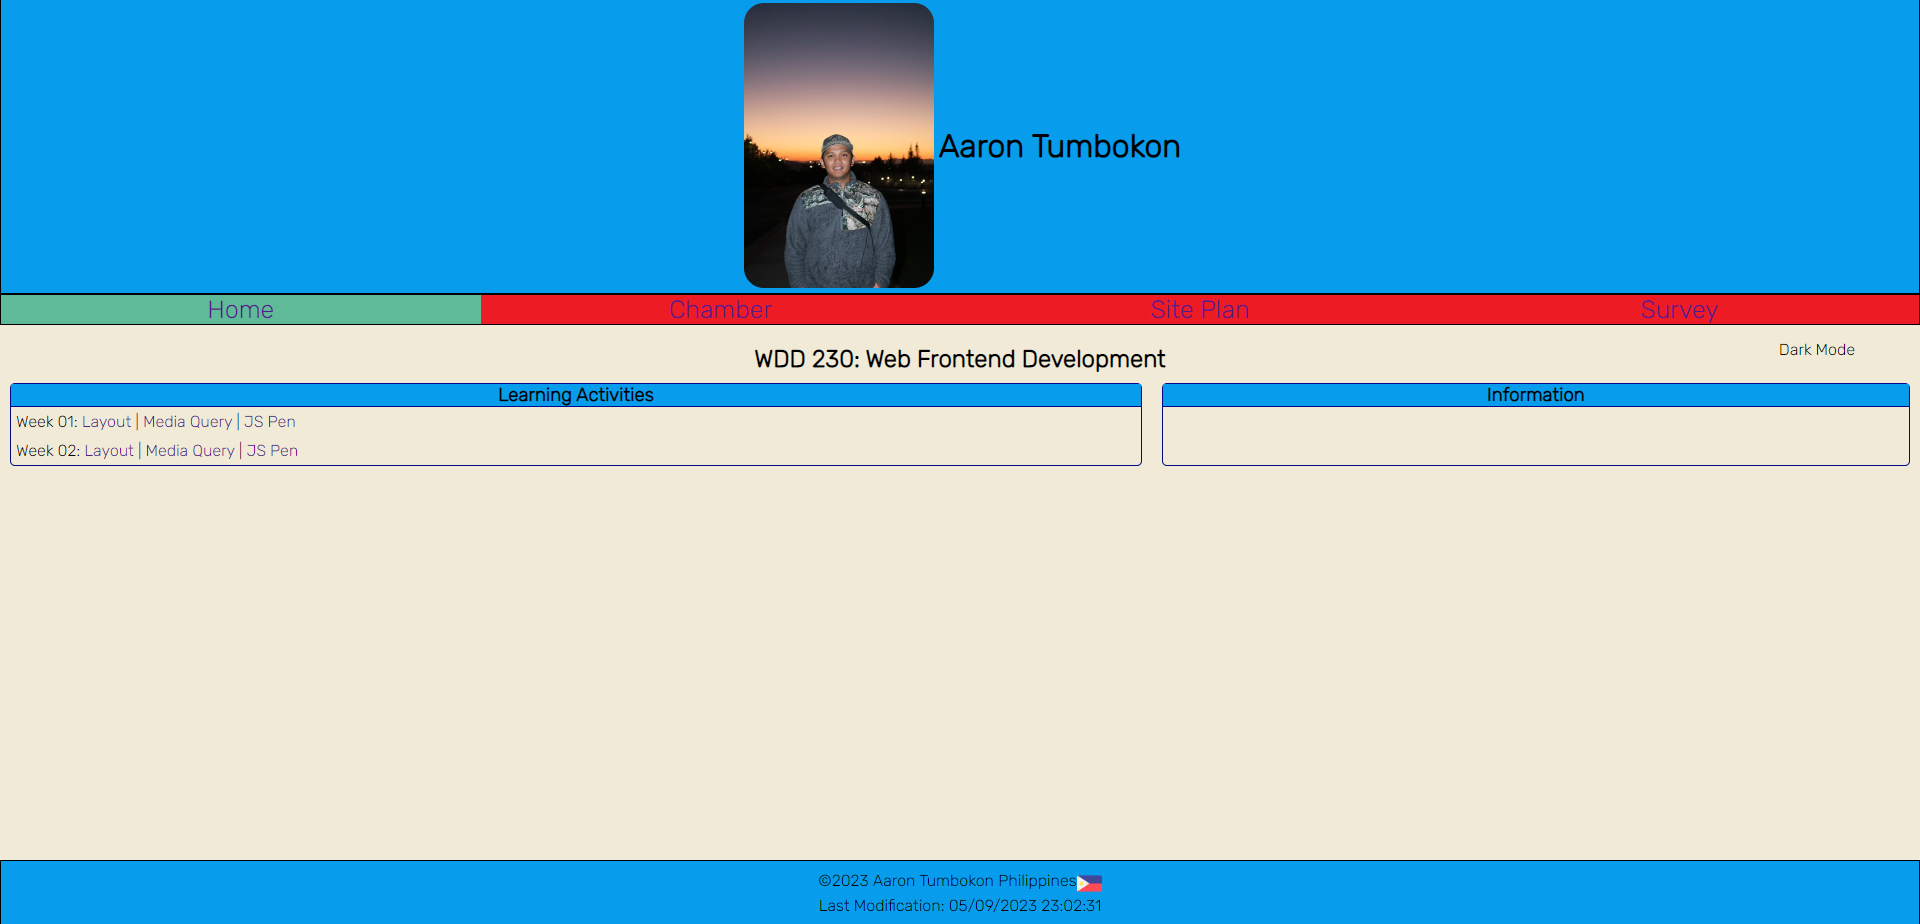 Aaron Tumbokon
Home Chamber Site Plan Survey
WDD 230: Web Frontend Development
Dark Mode
Learning Activities
Week 01: Layout | Media Query | JS Pen
Week 02: Layout | Media Query | JS Pen
Information
©2023 Aaron Tumbokon Philippines
Last Modification: 05/09/2023 23:02:31